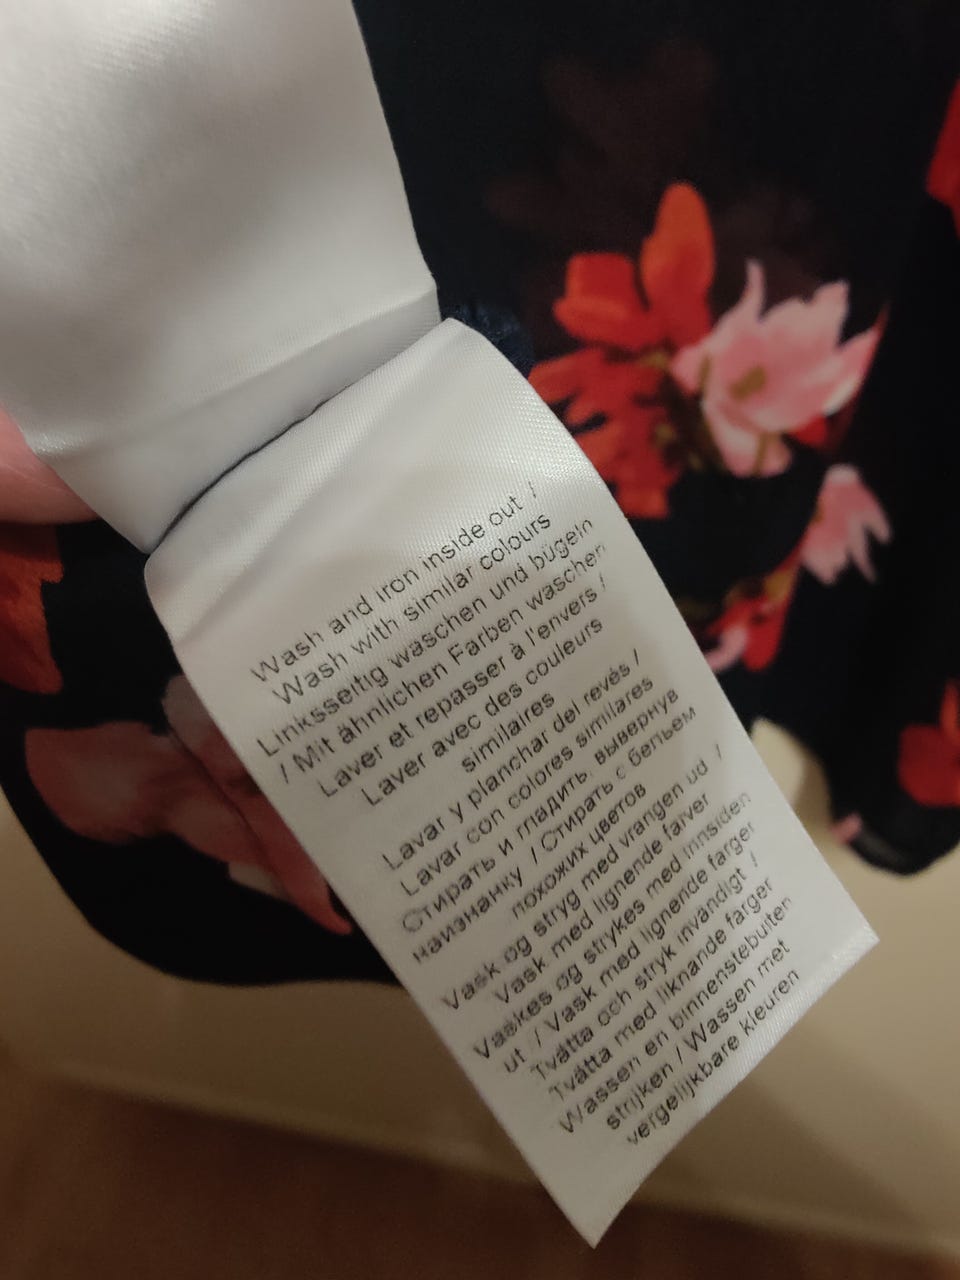 Wash and iron inside out /
Wash with similar colours
Linksseitig waschen und bügeln
/ Mit ähnlichen Farben waschen
Laver et repasser à l'envers /
Laver avec des couleurs
similaires
Lavar y planchar del revés /
Lavar con colores similares
Стирать и гладить, вывернув
наизнанку / Стирать с бельем
похожих цветов
Vask og stryg med vrangen ud /
Vask med lignende farver
Vaskes og strykes med innsiden
ut / Vask med lignende farger
Tvätta och stryk invändigt /
Tvätta med liknande farger
Wassen en binnenstebuiten
strijken / Wassen met
vergelijkbare kleuren